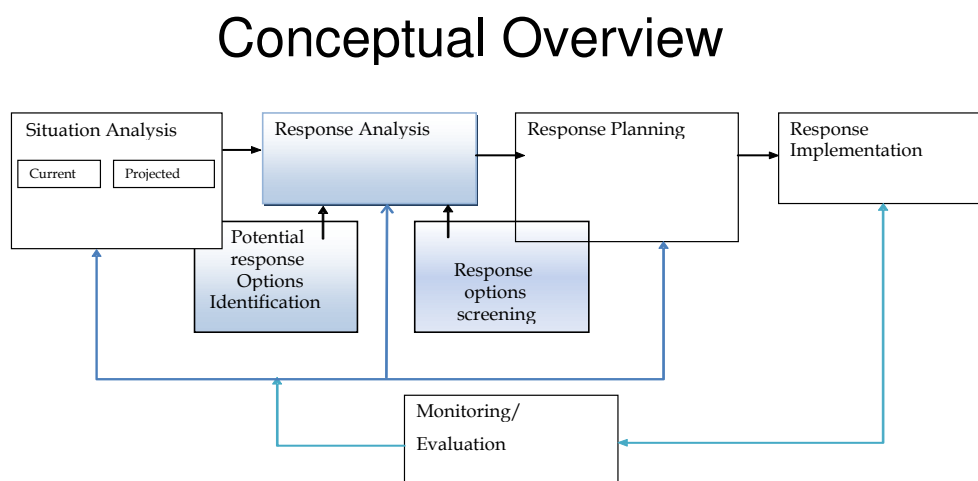 Conceptual Overview
Situation Analysis
Current
Projected
Response Analysis
Response Planning
Response
Implementation
Potential
response
Options
Identification
Response
options
screening
Monitoring/
Evaluation